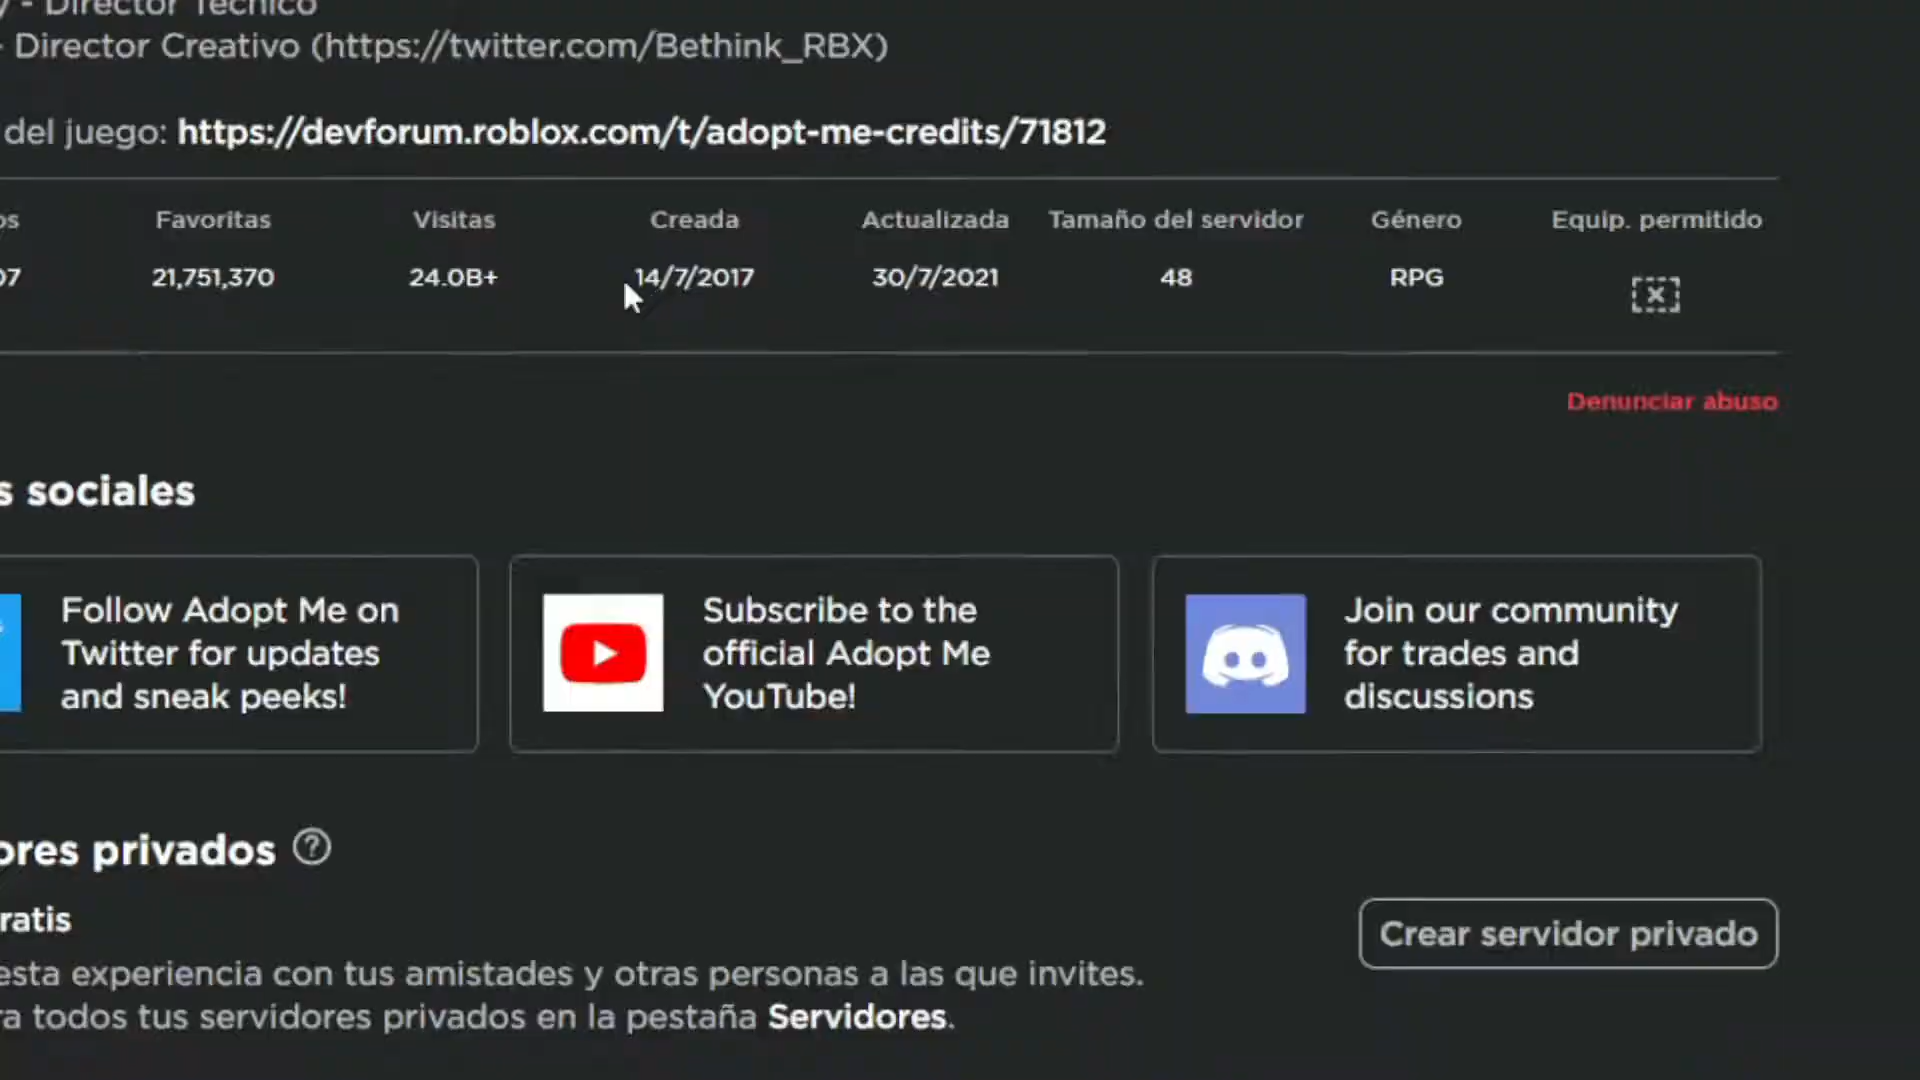 - Director Técnico
- Director Creativo (https://twitter.com/Bethink_RBX)
del juego: https://devforum.roblox.com/t/adopt-me-credits/71812
Favoritas Visitas Creada Actualizada Tamaño del servidor Género Equip. permitido
21,751,370 24.0B+ 14/7/2017 30/7/2021 48 RPG
Denunciar abuso
sociales
Follow Adopt Me on
Twitter for updates
and sneak peeks!
Subscribe to the
official Adopt Me
YouTube!
Join our community
for trades and
discussions
ores privados ?
ratis
Crear servidor privado
esta experiencia con tus amistades y otras personas a las que invites.
ra todos tus servidores privados en la pestaña Servidores.